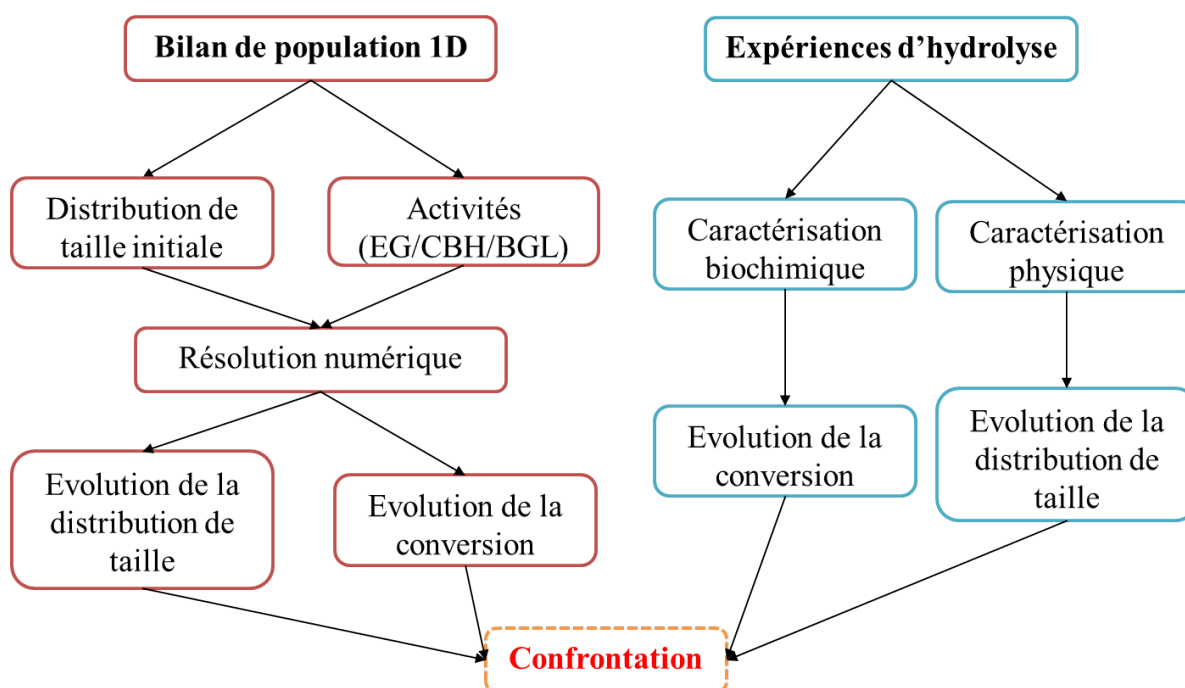 Bilan de population 1D
Expériences d’hydrolyse
Distribution de
taille initiale
Activités
(EG/CBH/BGL)
Caractérisation
biochimique
Caractérisation
physique
Résolution numérique
Evolution de la
distribution de
taille
Evolution de la
conversion
Evolution de la
conversion
Evolution de la
distribution de
taille
Confrontation